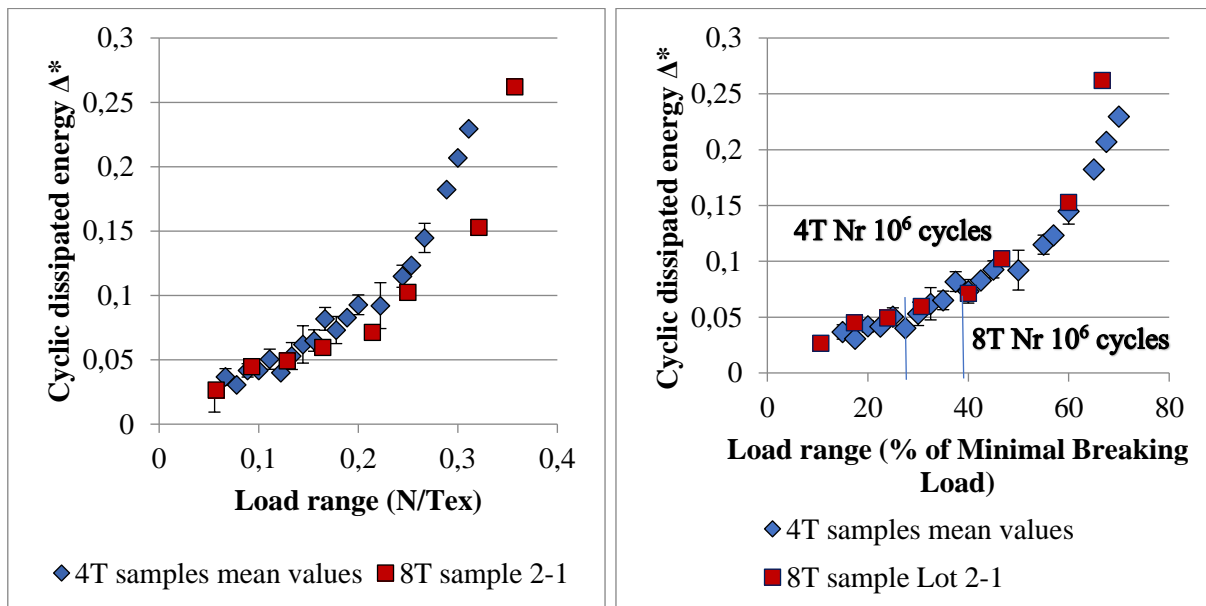 0,3
0,25
0,2
0,15
0,1
0,05
0
0
0,1
0,2
0,3
0,4
Cyclic dissipated energy Δ*
Load range (N/Tex)
4T samples mean values
8T sample 2-1
0,3
0,25
0,2
0,15
0,1
0,05
0
0
20
40
60
80
Cyclic dissipated energy Δ*
4T Nr 10⁶ cycles
8T Nr 10⁶ cycles
Load range (% of Minimal Breaking
Load)
4T samples mean values
8T sample Lot 2-1